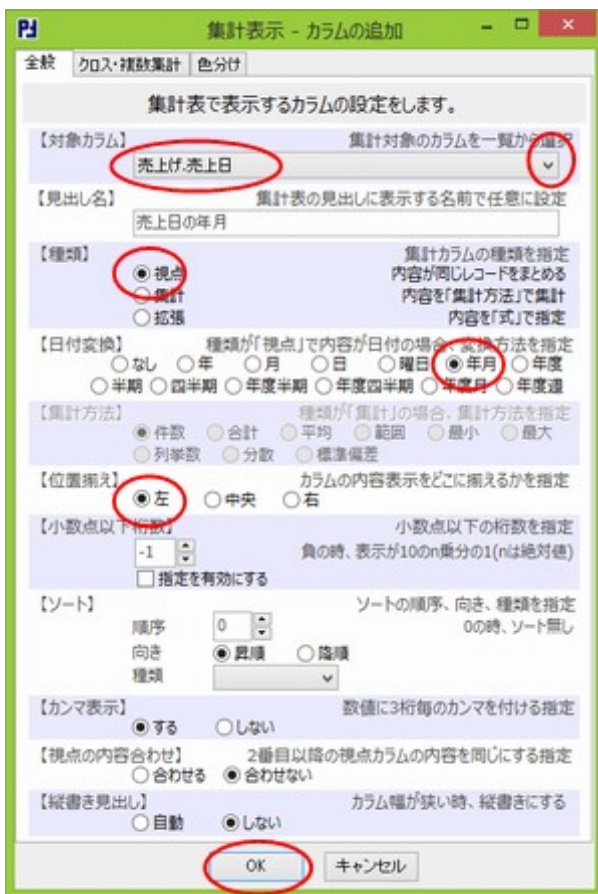 集計表示 - カラムの追加
全般 クロス・複数集計 色分け
集計表で表示するカラムの設定をします。
【対象カラム】 集計対象のカラムを一覧から選択
売上げ.売上日
【見出し名】 集計表の見出しに表示する名前で任意に設定
売上日の年月
【種類】 集計カラムの種類を指定
視点 内容が同じレコードをまとめる
集計 内容を「集計方法」で集計
拡張 内容を「式」で指定
【日付変換】 種類が「視点」で内容が日付の場合、変換方法を指定
なし 年 月 日 曜日 年月 年度
半期 四半期 年度半期 年度四半期 年度月 年度週
【集計方法】 種類が「集計」の場合、集計方法を指定
件数 合計 平均 範囲 最小 最大
列挙数 分散 標準偏差
【位置揃え】 カラムの内容表示をどこに揃えるかを指定
左 中央 右
【小数点以下桁数】 小数点以下の桁数を指定
-1 負の時、表示が10のn乗分の1(nは絶対値)
指定を有効にする
【ソート】 ソートの順序、向き、種類を指定
順序 0 0の時、ソート無し
向き 昇順 降順
種類
【カンマ表示】 数値に3桁毎のカンマを付ける指定
する しない
【視点の内容合わせ】 2番目以降の視点カラムの内容を同じにする指定
合わせる 合わせない
【縦書き見出し】 カラム幅が狭い時、縦書きにする
自動 しない
OK キャンセル